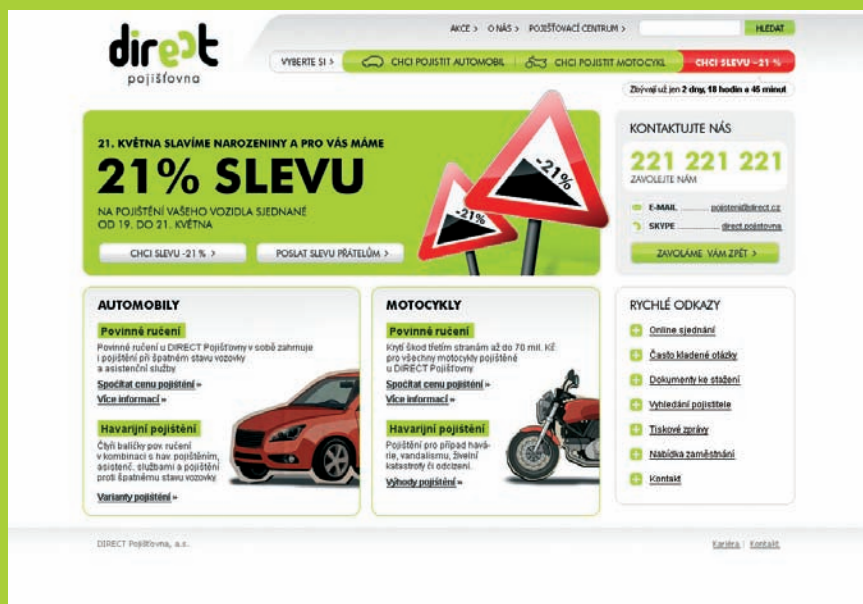 direct
pojišťovna
AKCE > O NÁS > POJIŠŤOVACÍ CENTRUM >
HLEDAT
VYBERTE SI > CHCI POJISTIT AUTOMOBIL CHCI POJISTIT MOTOCYKL CHCI SLEVU -21 %
Zbývají už jen 2 dny, 18 hodin a 46 minut
21. KVĚTNA SLAVÍME NAROZENINY A PRO VÁS MÁME
21% SLEVU
NA POJIŠTĚNÍ VAŠEHO VOZIDLA SJEDNANÉ
OD 19. DO 21. KVĚTNA
CHCI SLEVU -21 % >
POSLAT SLEVU PŘÁTELŮM >
-21%
-21%
KONTAKTUJTE NÁS
221 221 221
ZAVOLEJTE NÁM
E-MAIL pojisteni@direct.cz
SKYPE direct.pojistovna
ZAVOLÁME VÁM ZPĚT >
AUTOMOBILY
Povinné ručení
Povinné ručení u DIRECT Pojišťovny v sobě zahrnuje
i pojištění při špatném stavu vozovky
a asistenční služby
Spočítat cenu pojištění »
Více informací »
Havarijní pojištění
Čtyři balíčky pov. ručení
v kombinaci s hav. pojištěním,
asistenč. službami a pojištění
proti špatnému stavu vozovky
Varianty pojištění »
MOTOCYKLY
Povinné ručení
Krytí škod třetím stranám až do 70 mil. Kč
pro všechny motocykly pojištěné
u DIRECT Pojišťovny
Spočítat cenu pojištění »
Více informací »
Havarijní pojištění
Pojištění pro případ havá-
rie, vandalismu, živelní
katastrofy či odcizení.
Výhody pojištění »
RYCHLÉ ODKAZY
Online sjednání
Často kladené otázky
Dokumenty ke stažení
Vyhledání pojistitele
Tiskové zprávy
Nabídka zaměstnání
Kontakt
DIRECT Pojišťovna, a.s.
Kariéra | Kontakt